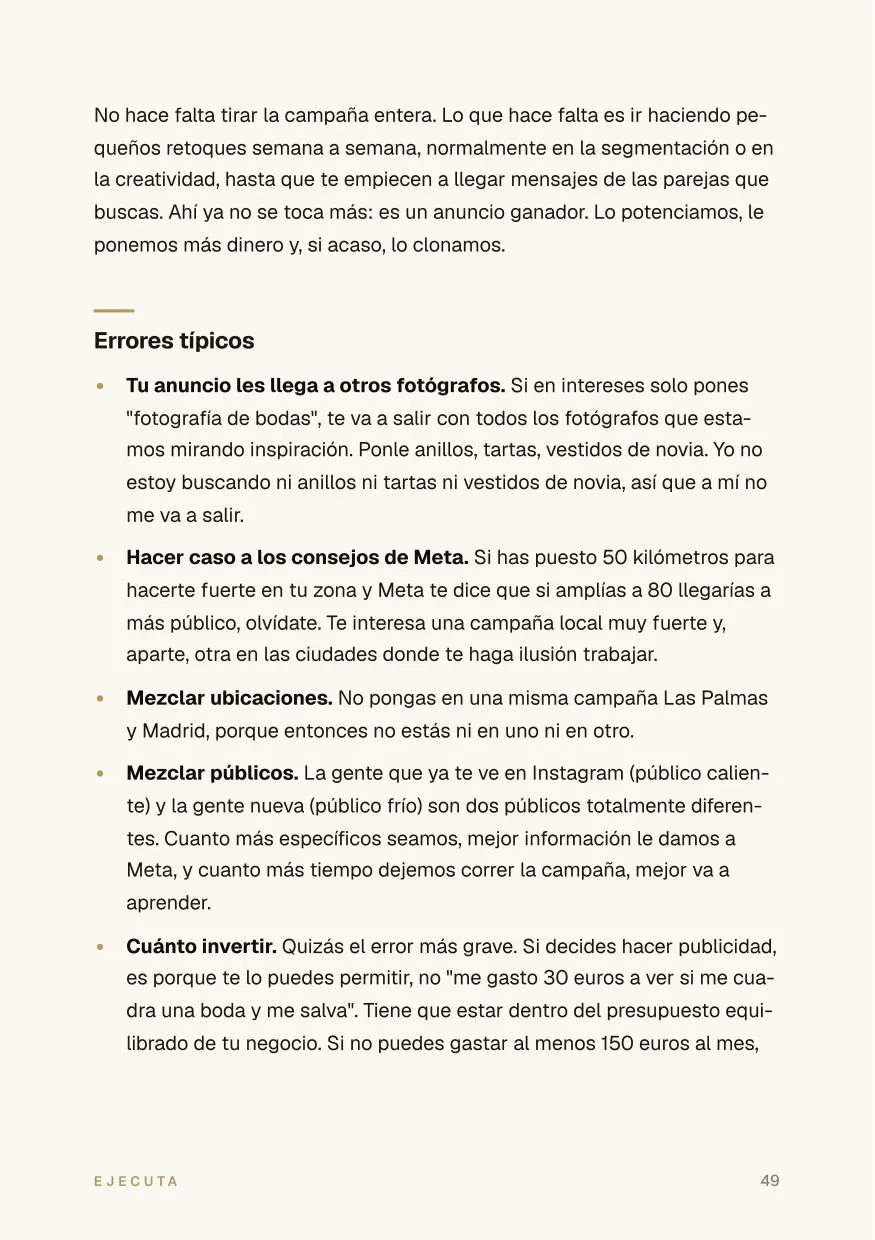 No hace falta tirar la campaña entera. Lo que hace falta es ir haciendo pe-
queños retoques semana a semana, normalmente en la segmentación o en
la creatividad, hasta que te empiecen a llegar mensajes de las parejas que
buscas. Ahí ya no se toca más: es un anuncio ganador. Lo potenciamos, le
ponemos más dinero y, si acaso, lo clonamos.
Errores típicos
• Tu anuncio les llega a otros fotógrafos. Si en intereses solo pones
"fotografía de bodas", te va a salir con todos los fotógrafos que esta-
mos mirando inspiración. Ponle anillos, tartas, vestidos de novia. Yo no
estoy buscando ni anillos ni tartas ni vestidos de novia, así que a mí no
me va a salir.
• Hacer caso a los consejos de Meta. Si has puesto 50 kilómetros para
hacerte fuerte en tu zona y Meta te dice que si amplías a 80 llegarías a
más público, olvídate. Te interesa una campaña local muy fuerte y,
aparte, otra en las ciudades donde te haga ilusión trabajar.
• Mezclar ubicaciones. No pongas en una misma campaña Las Palmas
y Madrid, porque entonces no estás ni en uno ni en otro.
• Mezclar públicos. La gente que ya te ve en Instagram (público calien-
te) y la gente nueva (público frío) son dos públicos totalmente diferen-
tes. Cuanto más específicos seamos, mejor información le damos a
Meta, y cuanto más tiempo dejemos correr la campaña, mejor va a
aprender.
• Cuánto invertir. Quizás el error más grave. Si decides hacer publicidad,
es porque te lo puedes permitir, no "me gasto 30 euros a ver si me cua-
dra una boda y me salva". Tiene que estar dentro del presupuesto equi-
librado de tu negocio. Si no puedes gastar al menos 150 euros al mes,
EJECUTA
49